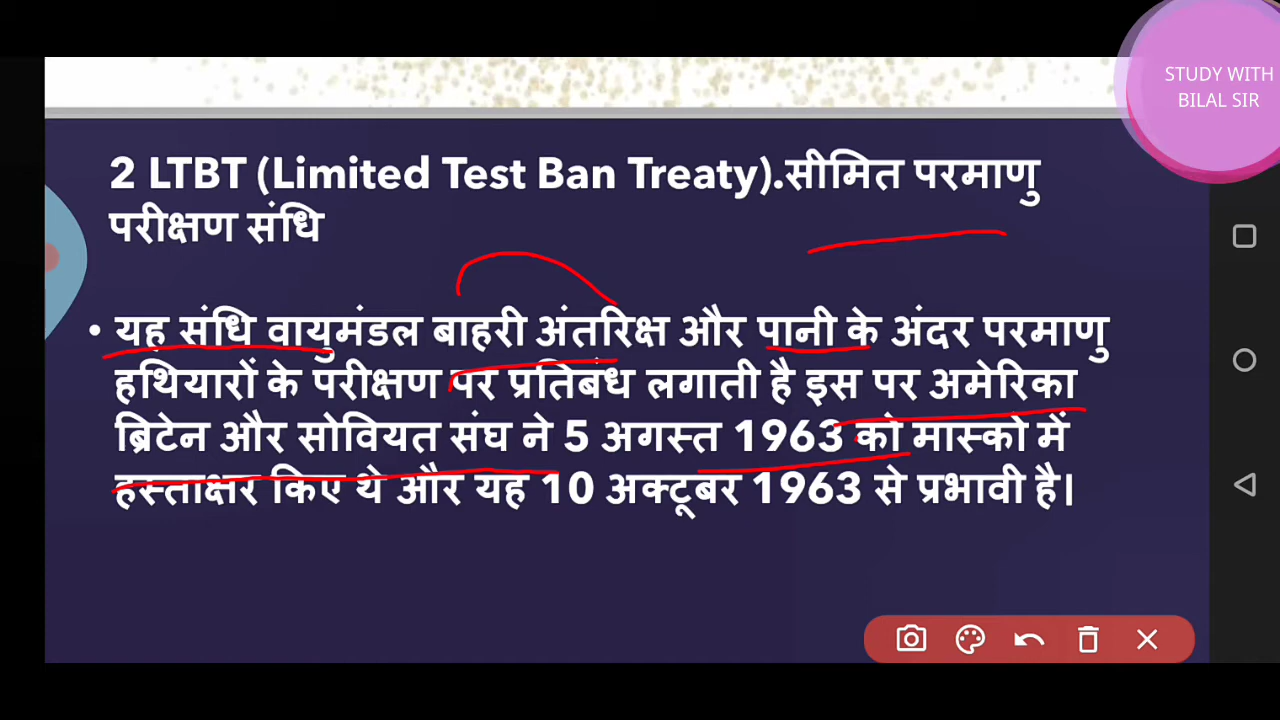 STUDY WITH
BILAL SIR
2 LTBT (Limited Test Ban Treaty).सीमित परमाणु
परीक्षण संधि
• यह संधि वायुमंडल बाहरी अंतरिक्ष और पानी के अंदर परमाणु
हथियारों के परीक्षण पर प्रतिबंध लगाती है इस पर अमेरिका
ब्रिटेन और सोवियत संघ ने 5 अगस्त 1963 को मास्को में
हस्ताक्षर किए थे और यह 10 अक्टूबर 1963 से प्रभावी है।